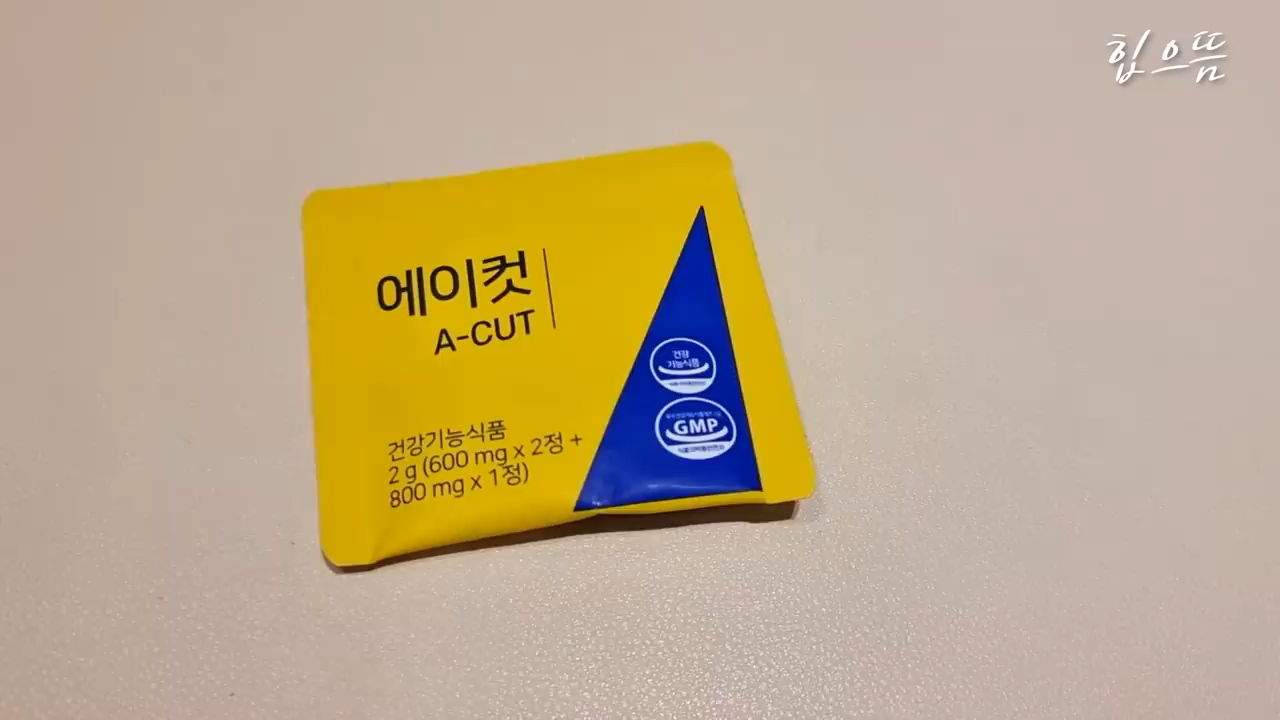 힙으뜸
에이컷
A-CUT
건강
기능식품
GMP
건강기능식품
2 g (600 mg x 2정 +
800 mg x 1정)